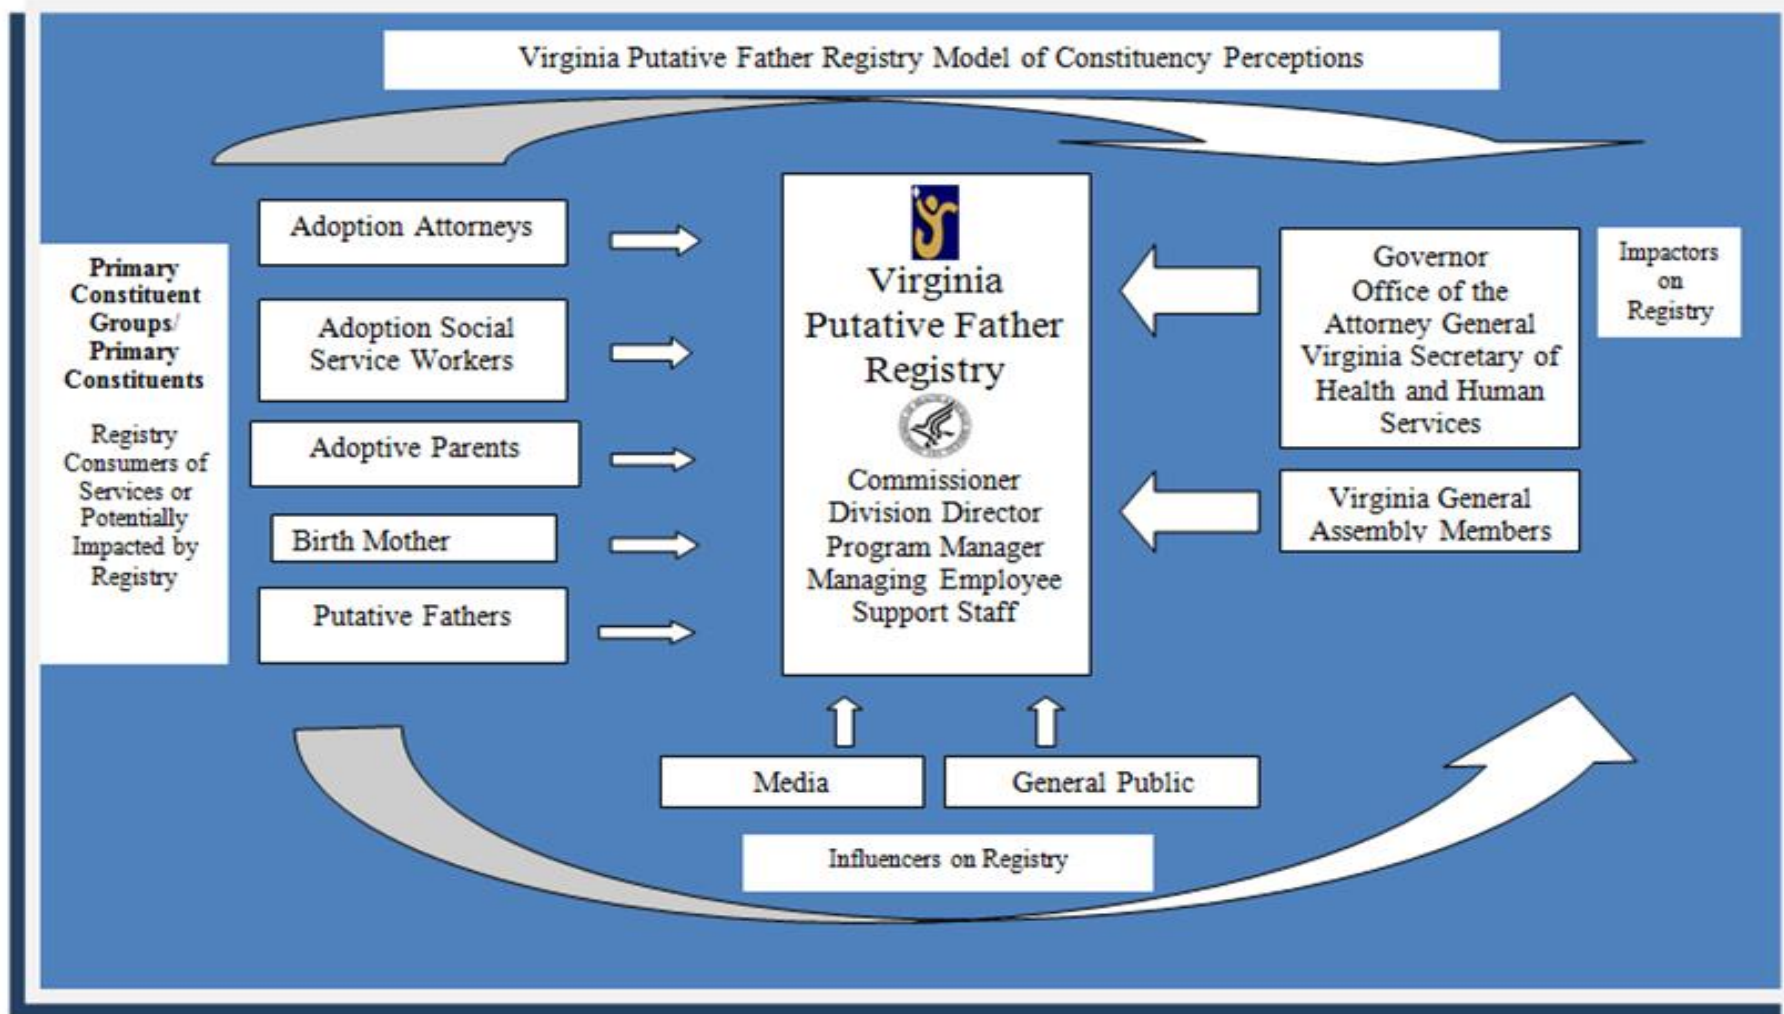 Virginia Putative Father Registry Model of Constituency Perceptions
Primary
Constituent
Groups/
Primary
Constituents
Registry
Consumers of
Services or
Potentially
Impacted by
Registry
Adoption Attorneys
Adoption Social
Service Workers
Adoptive Parents
Birth Mother
Putative Fathers
Virginia
Putative Father
Registry
Commissioner
Division Director
Program Manager
Managing Employee
Support Staff
Governor
Office of the
Attorney General
Virginia Secretary of
Health and Human
Services
Virginia General
Assembly Members
Impactors
on
Registry
Media
General Public
Influencers on Registry